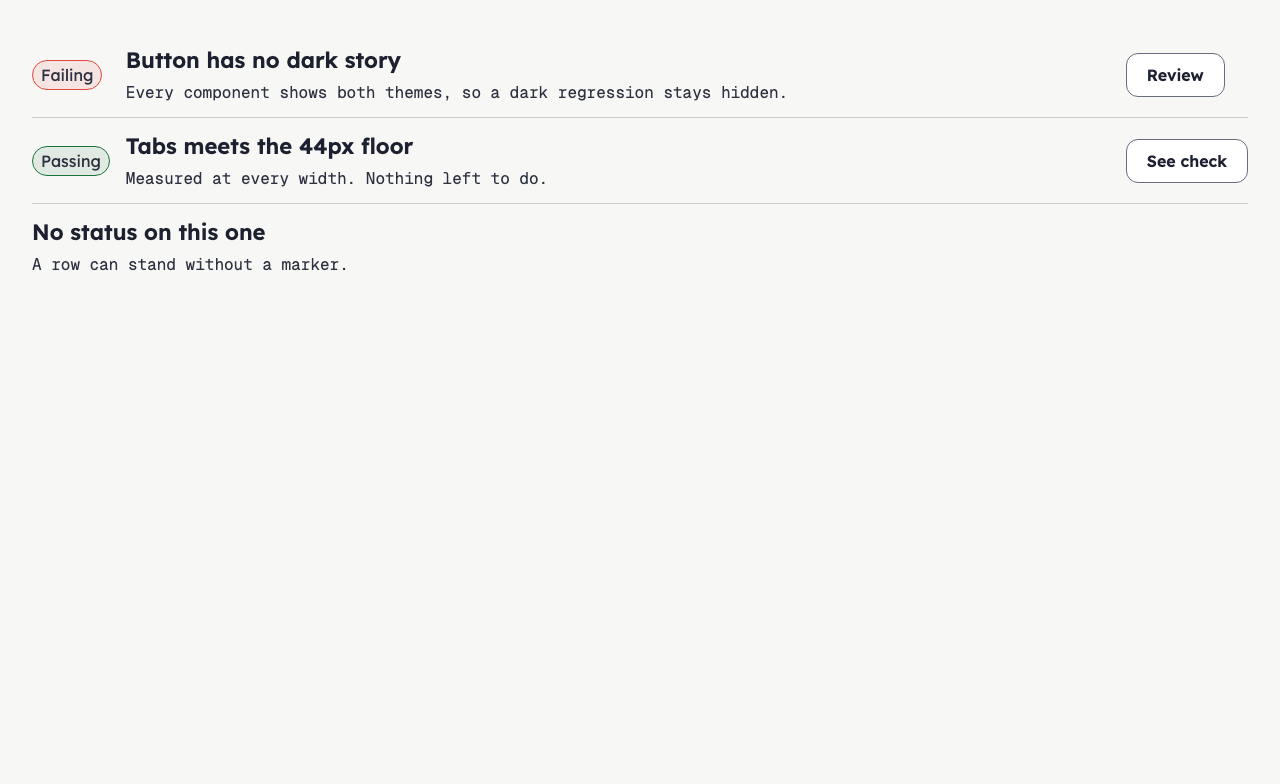 Failing
Button has no dark story
Every component shows both themes, so a dark regression stays hidden.
Review
Passing
Tabs meets the 44px floor
Measured at every width. Nothing left to do.
See check
No status on this one
A row can stand without a marker.